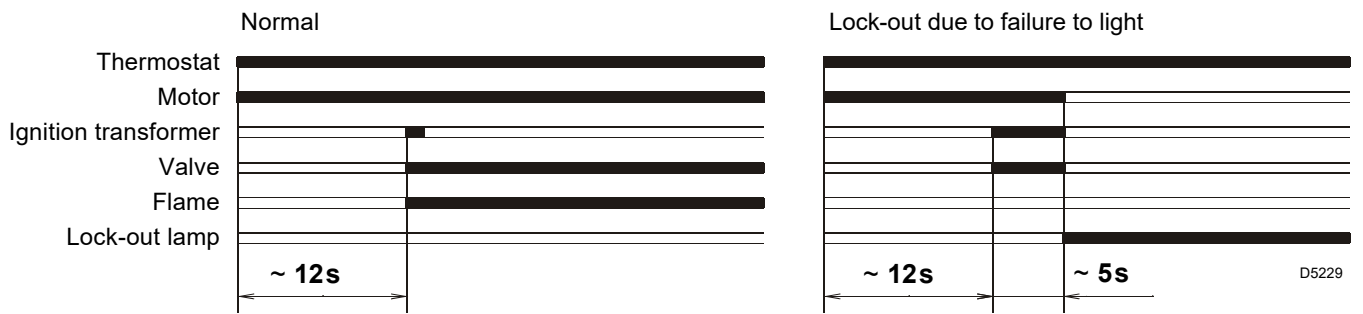 Normal
Lock-out due to failure to light
Thermostat
Motor
Ignition transformer
Valve
Flame
Lock-out lamp
~ 12s
~ 12s
~ 5s
D5229